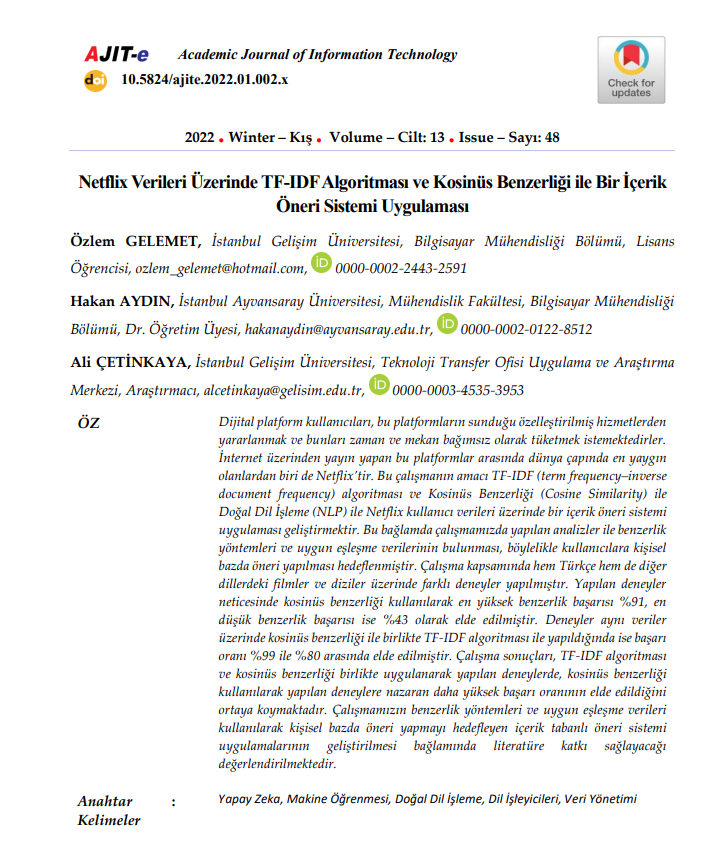 AJIT-e Academic Journal of Information Technology
doi 10.5824/ajite.2022.01.002.x
Check for
updates
2022 • Winter – Kış • Volume – Cilt: 13 • Issue – Sayı: 48
Netflix Verileri Üzerinde TF-IDF Algoritması ve Kosinüs Benzerliği ile Bir İçerik
Öneri Sistemi Uygulaması
Özlem GELEMET, İstanbul Gelişim Üniversitesi, Bilgisayar Mühendisliği Bölümü, Lisans
Öğrencisi, ozlem_gelemet@hotmail.com, iD 0000-0002-2443-2591
Hakan AYDIN, İstanbul Ayvansaray Üniversitesi, Mühendislik Fakültesi, Bilgisayar Mühendisliği
Bölümü, Dr. Öğretim Üyesi, hakanaydin@ayvansaray.edu.tr, iD 0000-0002-0122-8512
Ali ÇETİNKAYA, İstanbul Gelişim Üniversitesi, Teknoloji Transfer Ofisi Uygulama ve Araştırma
Merkezi, Araştırmacı, alcetinkaya@gelisim.edu.tr, iD 0000-0003-4535-3953
ÖZ
Dijital platform kullanıcıları, bu platformların sunduğu özelleştirilmiş hizmetlerden
yararlanmak ve bunları zaman ve mekan bağımsız olarak tüketmek istemektedirler.
İnternet üzerinden yayın yapan bu platformlar arasında dünya çapında en yaygın
olanlardan biri de Netflix'tir. Bu çalışmanın amacı TF-IDF (term frequency–inverse
document frequency) algoritması ve Kosinüs Benzerliği (Cosine Similarity) ile
Doğal Dil İşleme (NLP) ile Netflix kullanıcı verileri üzerinde bir içerik öneri sistemi
uygulaması geliştirmektir. Bu bağlamda çalışmamızda yapılan analizler ile benzerlik
yöntemleri ve uygun eşleşme verilerinin bulunması, böylelikle kullanıcılara kişisel
bazda öneri yapılması hedeflenmiştir. Çalışma kapsamında hem Türkçe hem de diğer
dillerdeki filmler ve diziler üzerinde farklı deneyler yapılmıştır. Yapılan deneyler
neticesinde kosinüs benzerliği kullanılarak en yüksek benzerlik başarısı %91, en
düşük benzerlik başarısı ise %43 olarak elde edilmiştir. Deneyler aynı veriler
üzerinde kosinüs benzerliği ile birlikte TF-IDF algoritması ile yapıldığında ise başarı
oranı %99 ile %80 arasında elde edilmiştir. Çalışma sonuçları, TF-IDF algoritması
ve kosinüs benzerliği birlikte uygulanarak yapılan deneylerde, kosinüs benzerliği
kullanılarak yapılan deneylere nazaran daha yüksek başarı oranının elde edildiğini
ortaya koymaktadır. Çalışmamızın benzerlik yöntemleri ve uygun eşleşme verileri
kullanılarak kişisel bazda öneri yapmayı hedefleyen içerik tabanlı öneri sistemi
uygulamalarının geliştirilmesi bağlamında literatüre katkı sağlayacağı
değerlendirilmektedir.
Anahtar : Yapay Zeka, Makine Öğrenmesi, Doğal Dil İşleme, Dil İşleyicileri, Veri Yönetimi
Kelimeler